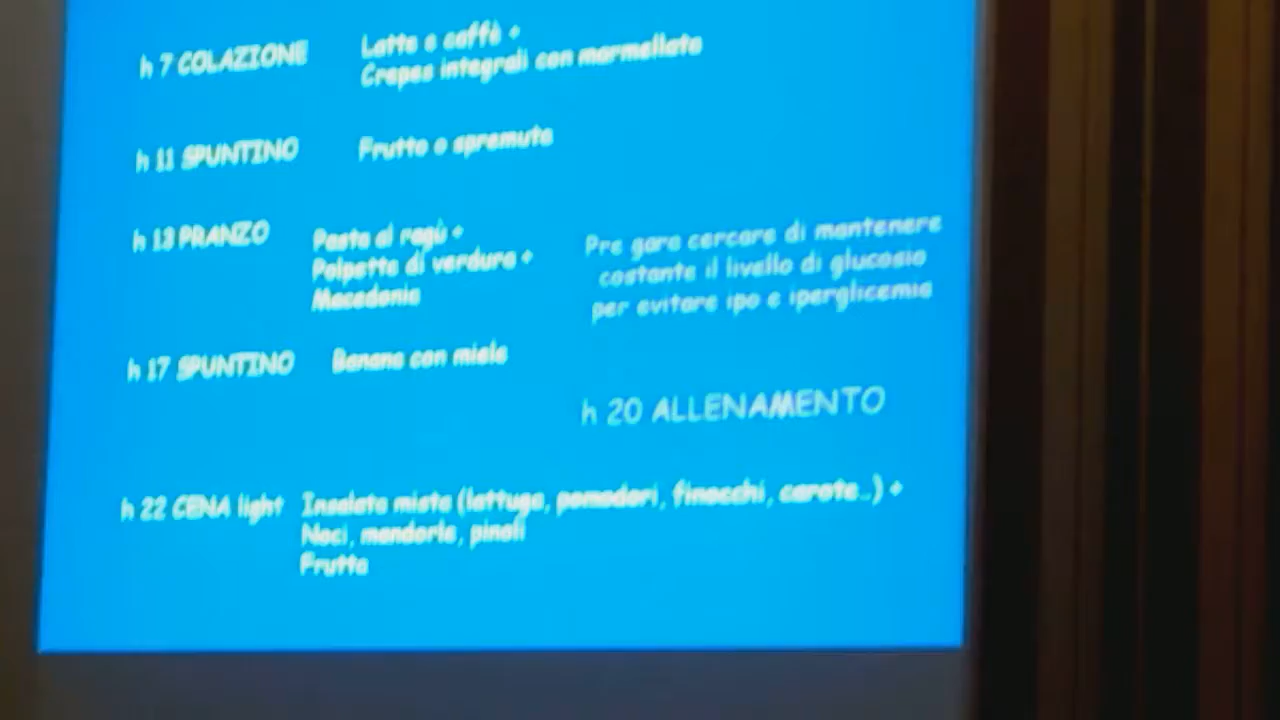 h 7 COLAZIONE Latte e caffè +
Crepes integrali con marmellata
h 11 SPUNTINO Frutta o spremuta
h 13 PRANZO Pasta al ragù +
Polpette di verdura +
Macedonia
Pre gara cercare di mantenere
costante il livello di glucosio
per evitare ipo e iperglicemia
h 17 SPUNTINO Banana con miele
h 20 ALLENAMENTO
h 22 CENA light Insalata mista (lattuga, pomodori, finocchi, carote..) +
Noci, mandorle, pinoli
Frutta